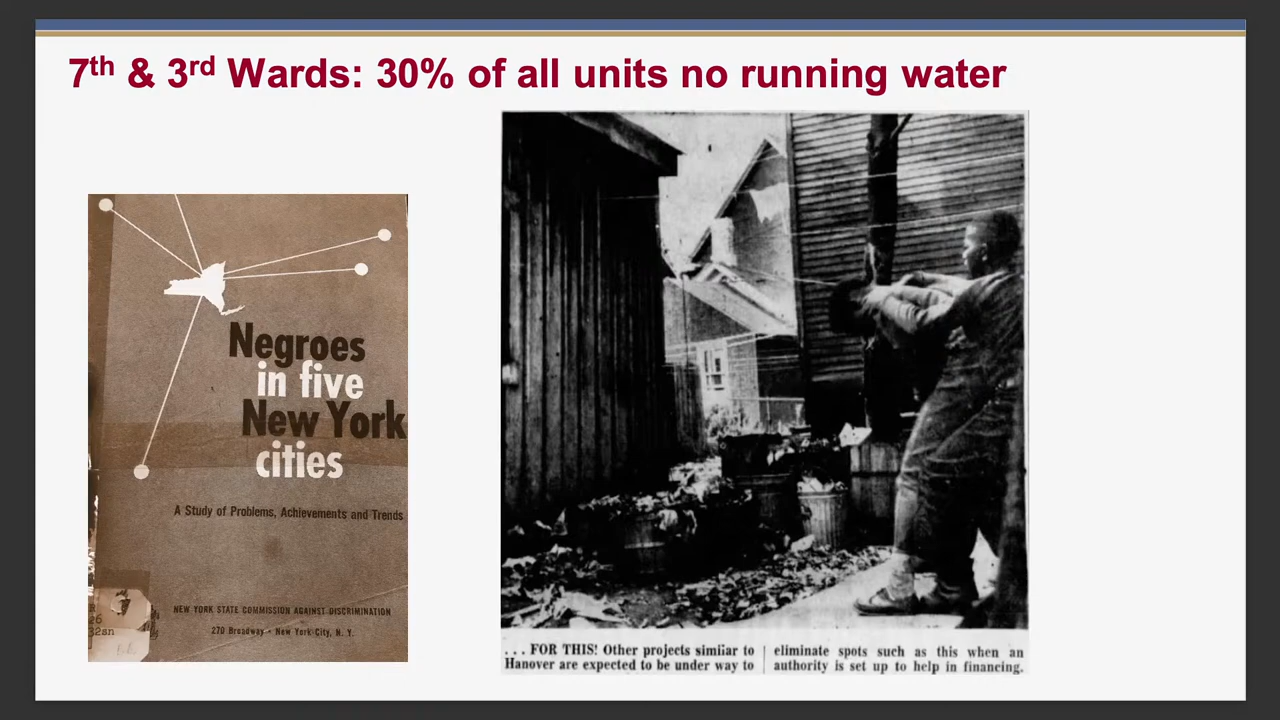 7th & 3rd Wards: 30% of all units no running water
Negroes
in five
New York
cities
A Study of Problems, Achievements and Trends
NEW YORK STATE COMMISSION AGAINST DISCRIMINATION
270 Broadway • New York City, N. Y.
32sn
. . . FOR THIS! Other projects similar to
Hanover are expected to be under way to
eliminate spots such as this when an
authority is set up to help in financing.